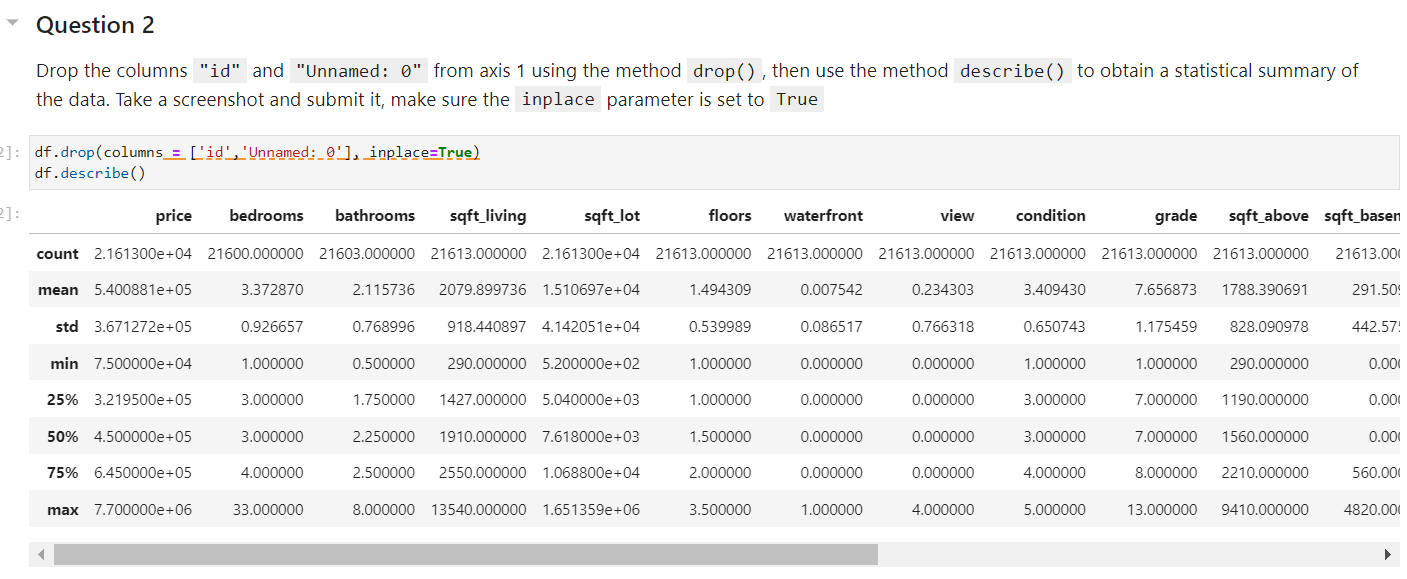 Question 2
Drop the columns "id" and "Unnamed: 0" from axis 1 using the method drop(), then use the method describe() to obtain a statistical summary of
the data. Take a screenshot and submit it, make sure the inplace parameter is set to True
2]: df.drop(columns = ['id','Unnamed: 0'], inplace=True)
df.describe()
2]: price bedrooms bathrooms sqft_living sqft_lot floors waterfront view condition grade sqft_above sqft_basen
count 2.161300e+04 21600.000000 21603.000000 21613.000000 2.161300e+04 21613.000000 21613.000000 21613.000000 21613.000000 21613.000000 21613.000000 21613.00
mean 5.400881e+05 3.372870 2.115736 2079.899736 1.510697e+04 1.494309 0.007542 0.234303 3.409430 7.656873 1788.390691 291.50
std 3.671272e+05 0.926657 0.768996 918.440897 4.142051e+04 0.539989 0.086517 0.766318 0.650743 1.175459 828.090978 442.57
min 7.500000e+04 1.000000 0.500000 290.000000 5.200000e+02 1.000000 0.000000 0.000000 1.000000 1.000000 290.000000 0.00
25% 3.219500e+05 3.000000 1.750000 1427.000000 5.040000e+03 1.000000 0.000000 0.000000 3.000000 7.000000 1190.000000 0.00
50% 4.500000e+05 3.000000 2.250000 1910.000000 7.618000e+03 1.500000 0.000000 0.000000 3.000000 7.000000 1560.000000 0.00
75% 6.450000e+05 4.000000 2.500000 2550.000000 1.068800e+04 2.000000 0.000000 0.000000 4.000000 8.000000 2210.000000 560.00
max 7.700000e+06 33.000000 8.000000 13540.000000 1.651359e+06 3.500000 1.000000 4.000000 5.000000 13.000000 9410.000000 4820.00